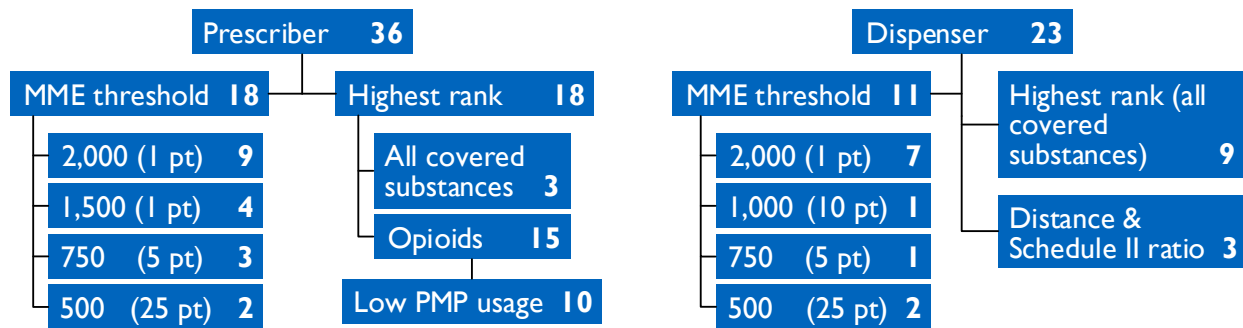 Prescriber 36
MME threshold 18
2,000 (1 pt) 9
1,500 (1 pt) 4
750 (5 pt) 3
500 (25 pt) 2
Highest rank 18
All covered
substances 3
Opioids 15
Low PMP usage 10
Dispenser 23
MME threshold 11
2,000 (1 pt) 7
1,000 (10 pt) 1
750 (5 pt) 1
500 (25 pt) 2
Highest rank (all
covered
substances) 9
Distance &
Schedule II ratio 3